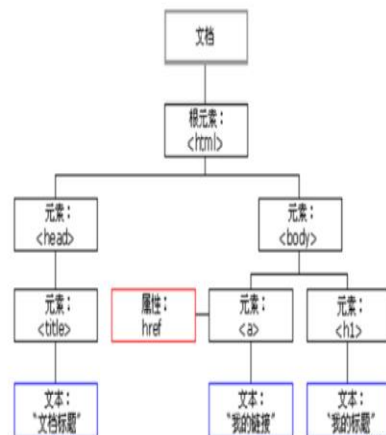 文档
根元素：
<html>
元素：
<head>
元素：
<body>
元素：
<title>
属性：
href
元素：
<a>
元素：
<h1>
文本：
"文档标题"
文本：
"我的链接"
文本：
"我的标题"